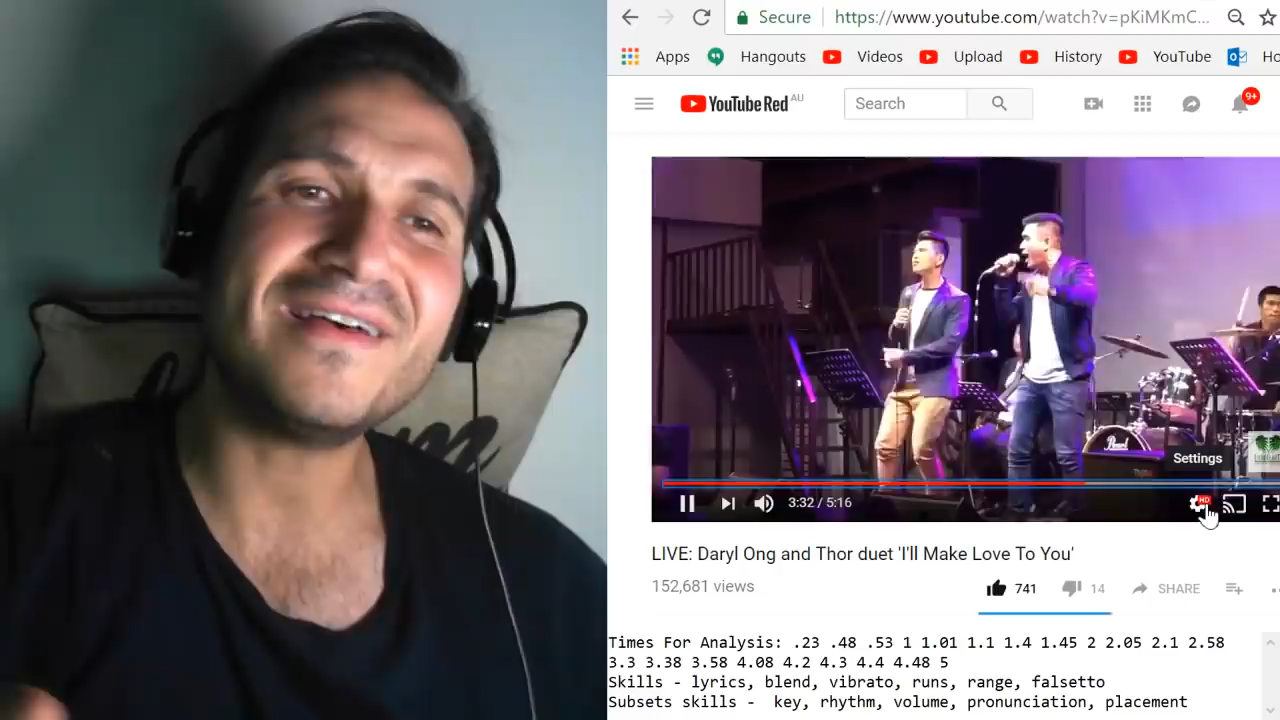 Secure https://www.youtube.com/watch?v=pKiMKmC...
Apps Hangouts Videos Upload History YouTube
YouTube Red AU Search 9+
Pearl
Settings
HD
3:32 / 5:16
LIVE: Daryl Ong and Thor duet 'I'll Make Love To You'
152,681 views 741 14 SHARE
Times For Analysis: .23 .48 .53 1 1.01 1.1 1.4 1.45 2 2.05 2.1 2.58
3.3 3.38 3.58 4.08 4.2 4.3 4.4 4.48 5
Skills - lyrics, blend, vibrato, runs, range, falsetto
Subsets skills -  key, rhythm, volume, pronunciation, placement